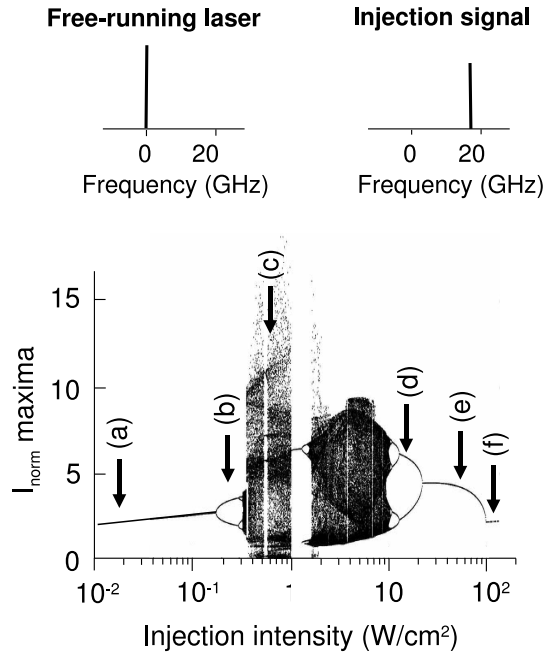 Free-running laser
Injection signal
0 20
Frequency (GHz)
0 20
Frequency (GHz)
I_norm maxima
15
10
5
0
(a)
(b)
(c)
(d)
(e)
(f)
10^-2 10^-1 1 10 10^2
Injection intensity (W/cm²)